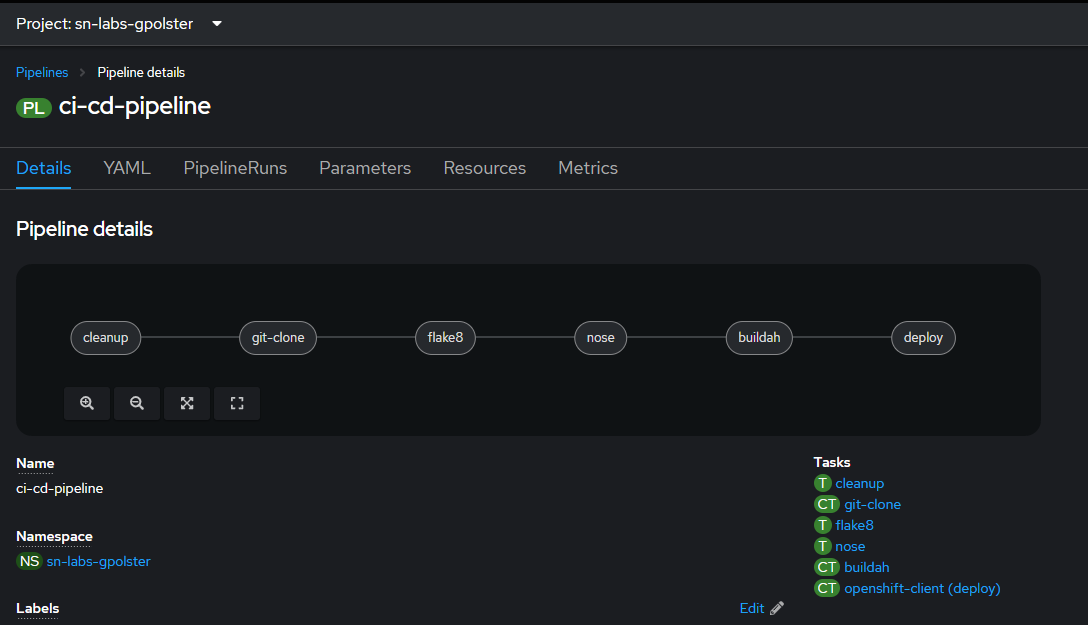 Project: sn-labs-gpolster
Pipelines Pipeline details
PL ci-cd-pipeline
Details YAML PipelineRuns Parameters Resources Metrics
Pipeline details
cleanup git-clone flake8 nose buildah deploy
Name
ci-cd-pipeline
Namespace
NS sn-labs-gpolster
Labels
Edit
Tasks
T cleanup
CT git-clone
T flake8
T nose
CT buildah
CT openshift-client (deploy)